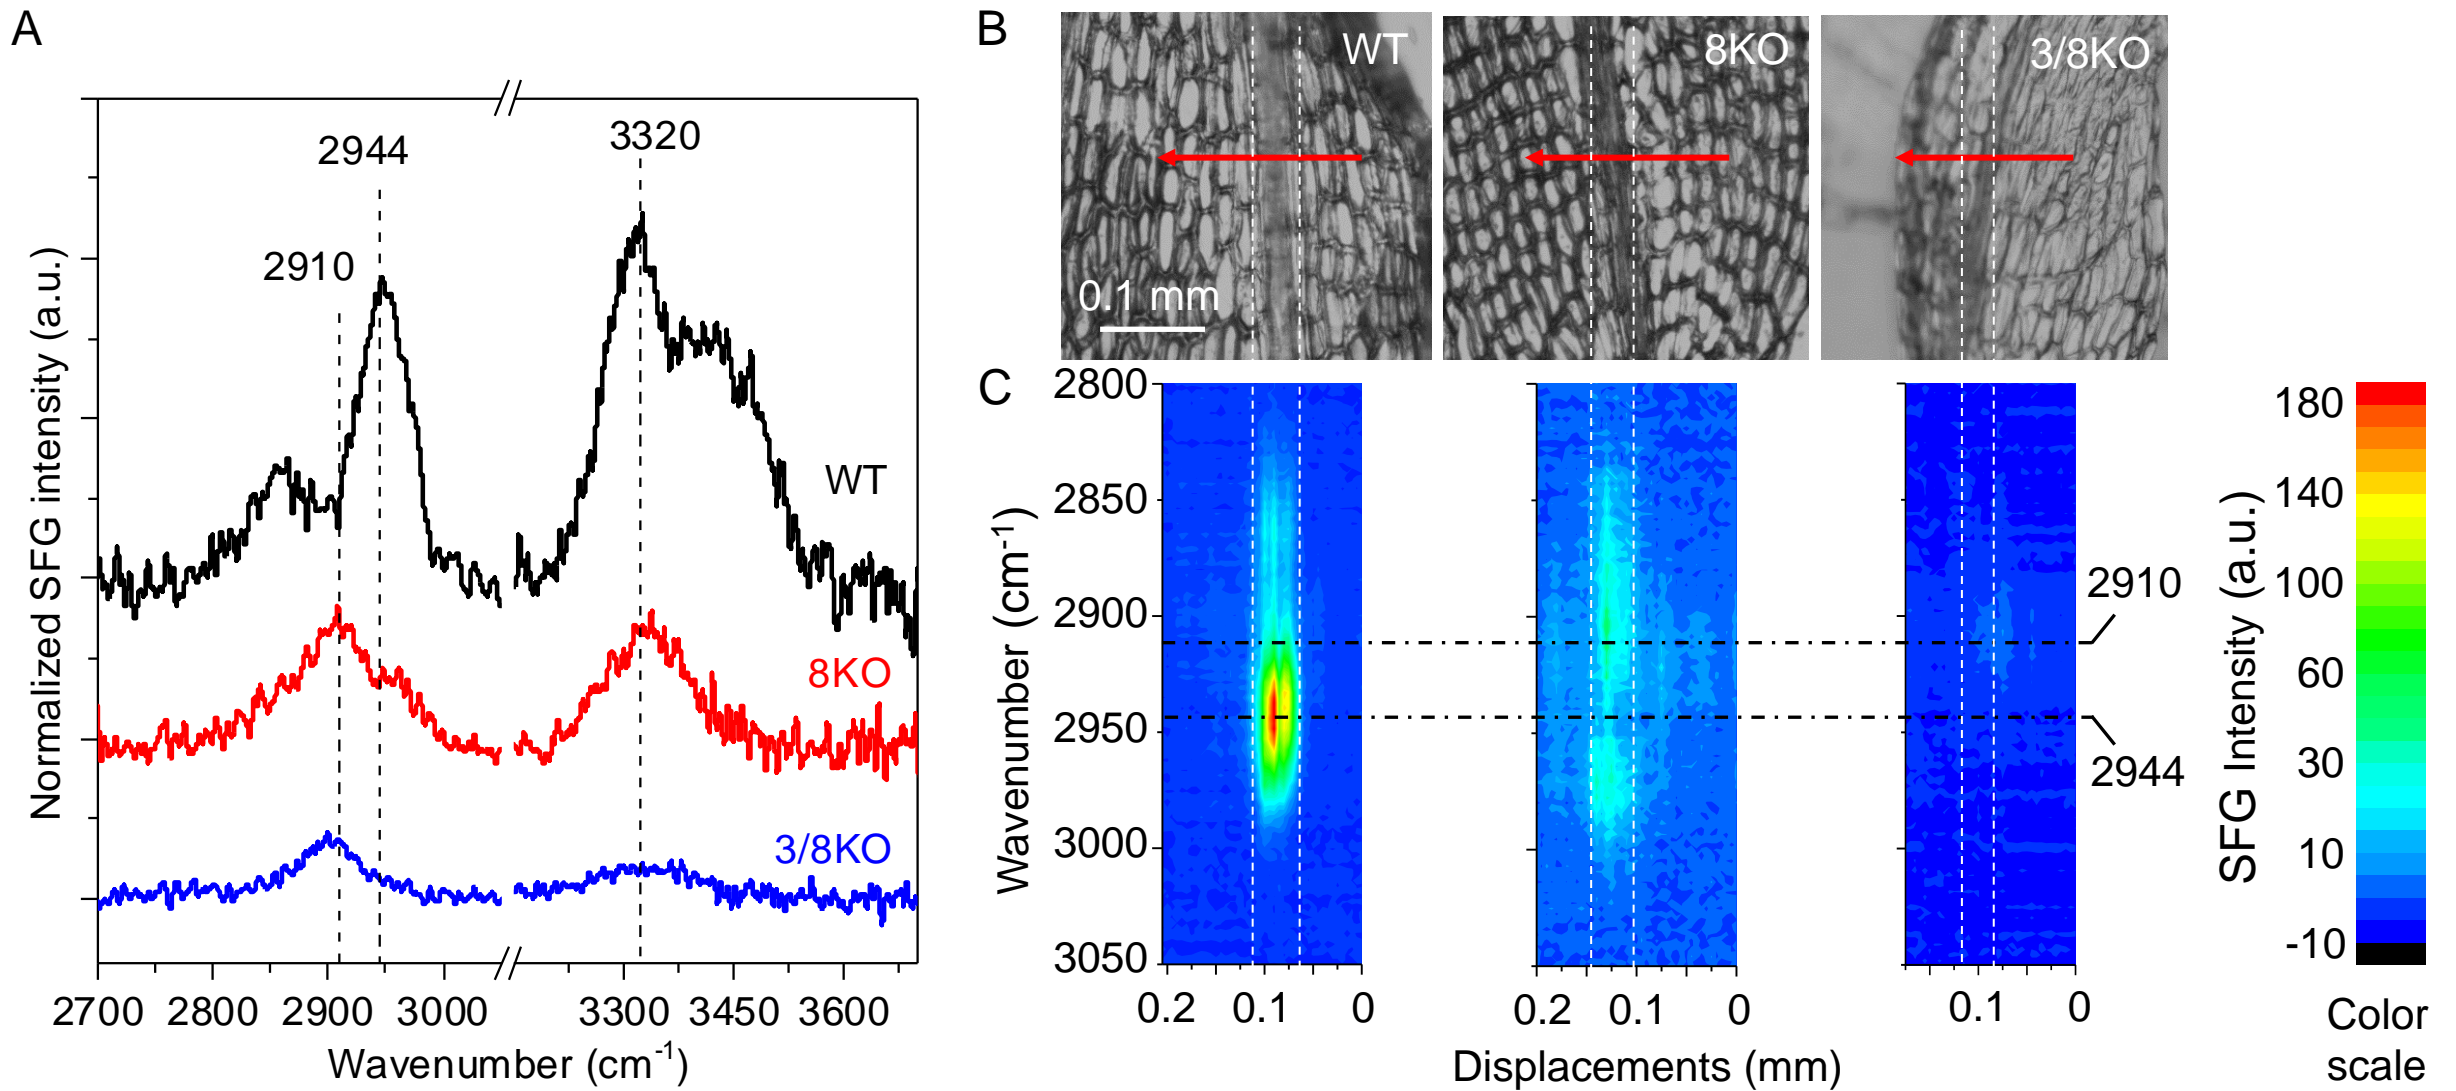 A
2944
3320
2910
WT
8KO
3/8KO
Normalized SFG intensity (a.u.)
2700 2800 2900 3000 3300 3450 3600
Wavenumber (cm-1)
B
WT
8KO
3/8KO
0.1 mm
C
2800
2850
2900
2950
3000
3050
Wavenumber (cm-1)
0.2 0.1 0
0.2 0.1 0
0.1 0
Displacements (mm)
2910
2944
SFG Intensity (a.u.)
180
140
100
60
30
10
-10
Color
scale